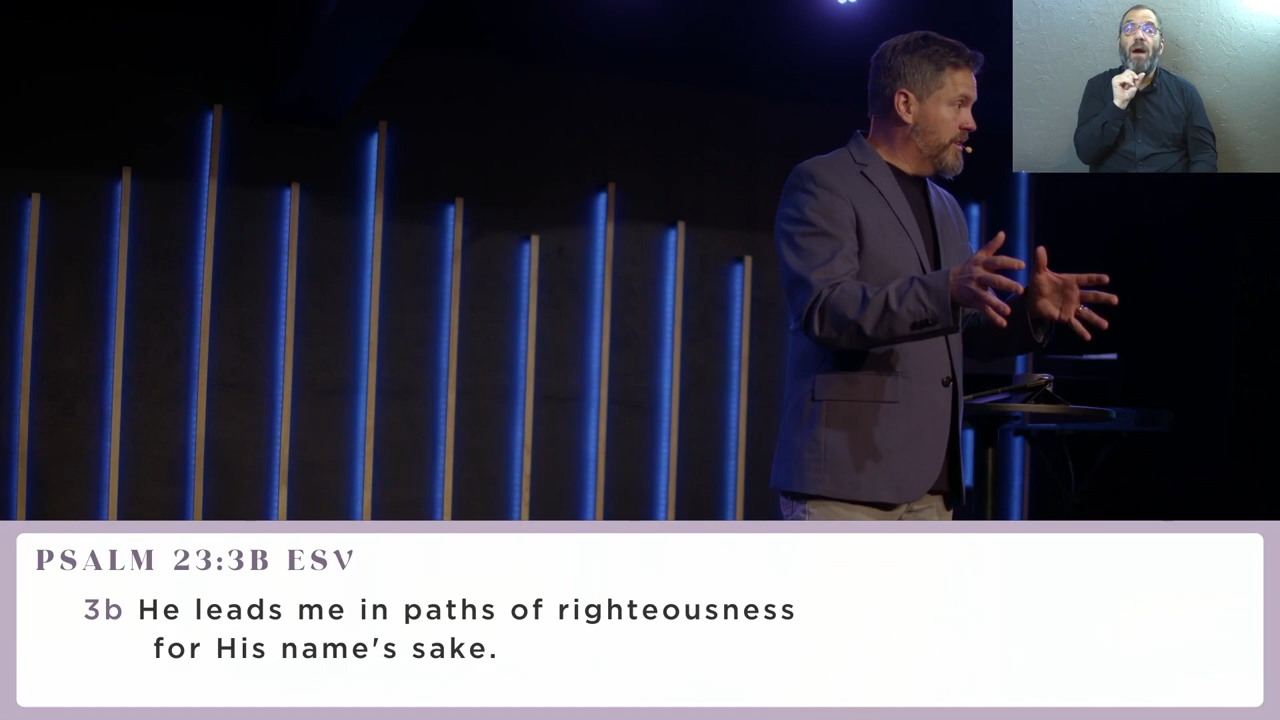 PSALM 23:3B ESV
3b He leads me in paths of righteousness
for His name's sake.